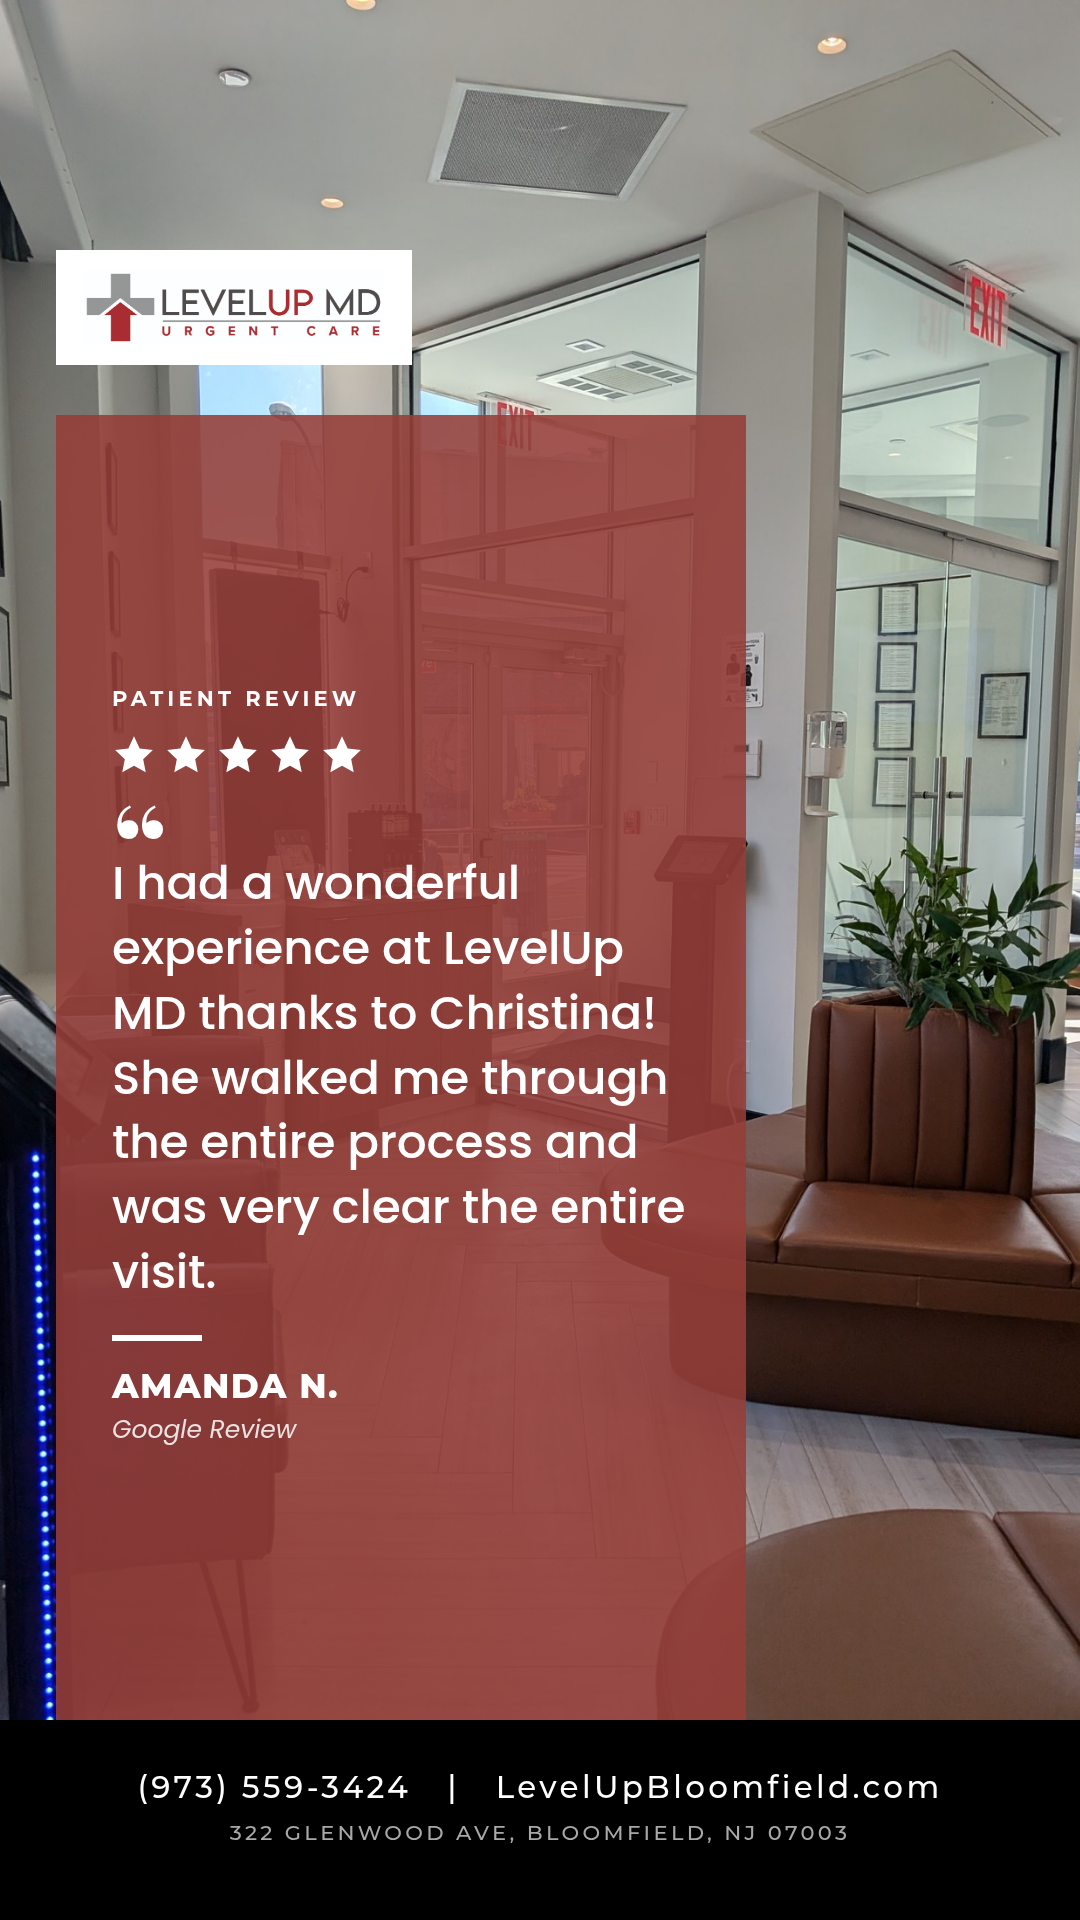 LEVELUP MD
URGENT CARE
EXIT
EXIT
EXIT
PATIENT REVIEW
“
I had a wonderful
experience at LevelUp
MD thanks to Christina!
She walked me through
the entire process and
was very clear the entire
visit.
AMANDA N.
Google Review
(973) 559-3424 | LevelUpBloomfield.com
322 GLENWOOD AVE, BLOOMFIELD, NJ 07003